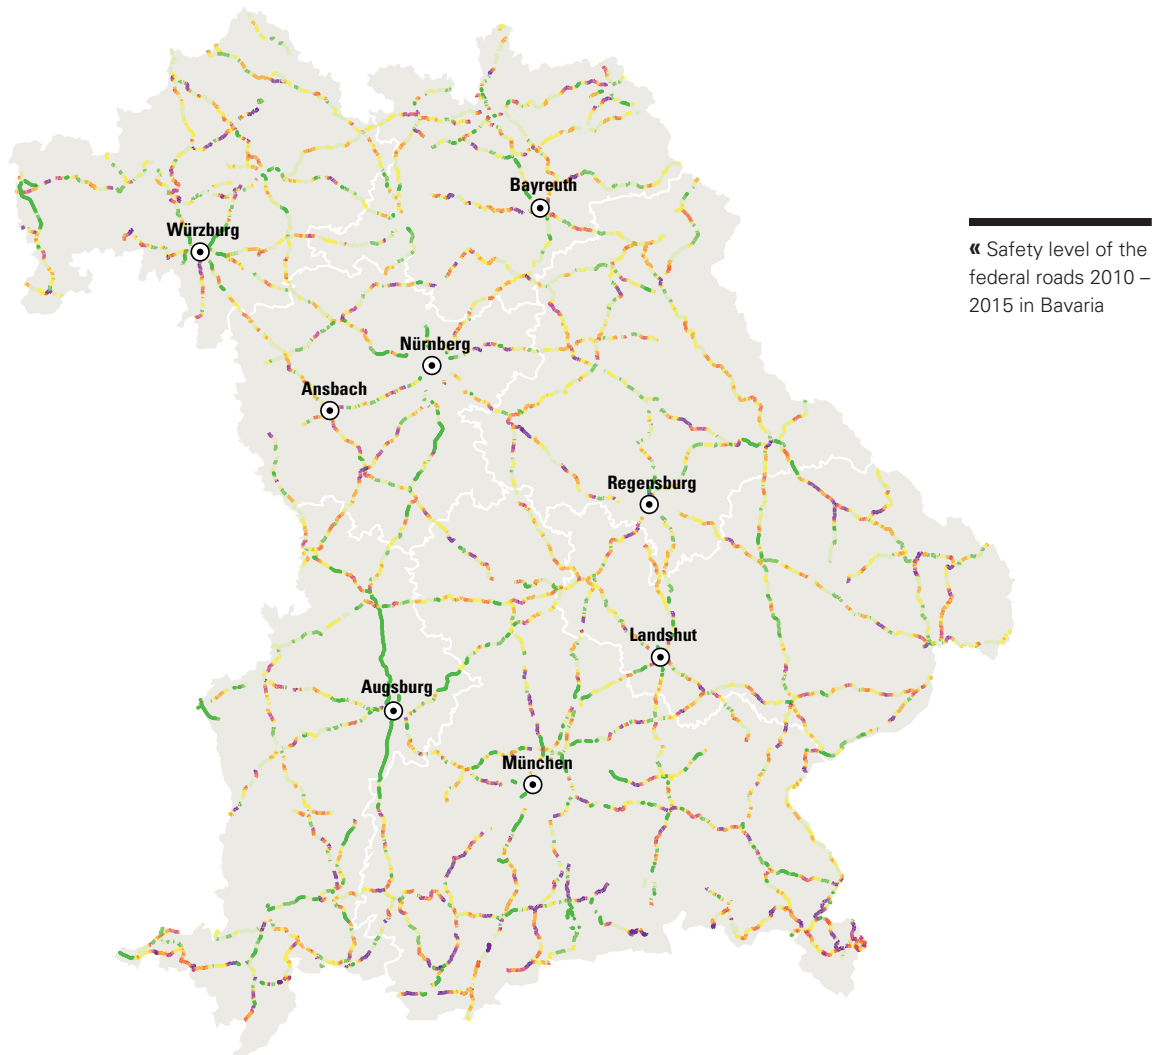 Bayreuth
Würzburg
« Safety level of the
federal roads 2010 –
2015 in Bavaria
Nürnberg
Ansbach
Regensburg
Landshut
Augsburg
München